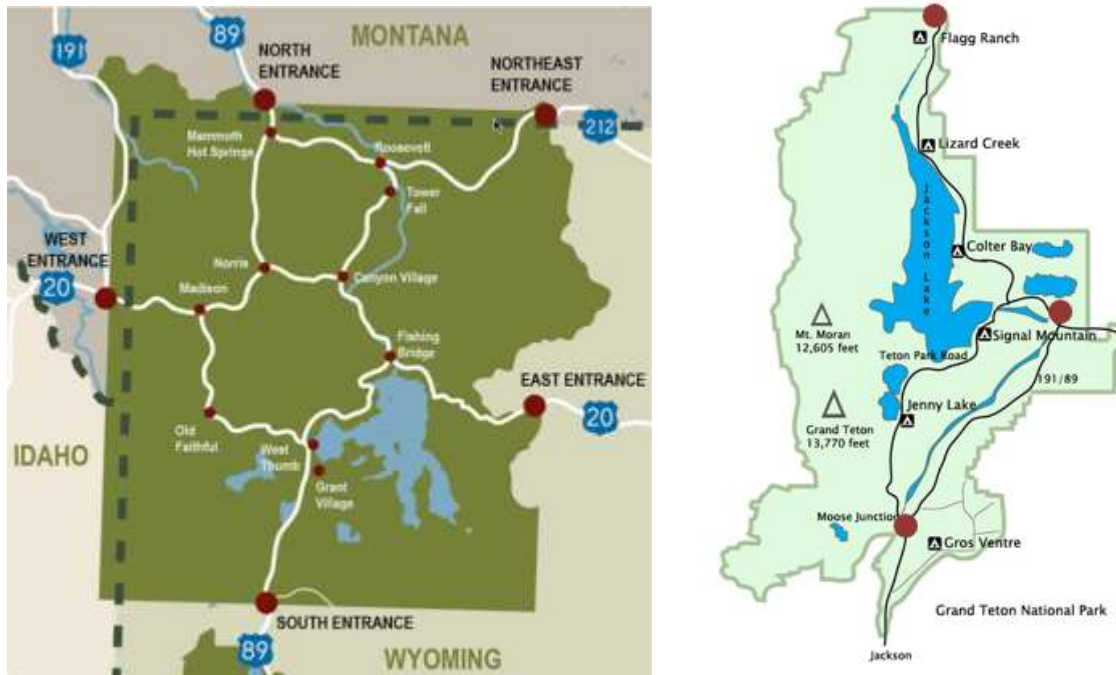 191
89
NORTH
ENTRANCE
MONTANA
NORTHEAST
ENTRANCE
212
Mammoth
Hot Springs
Roosevelt
Tower
Fall
WEST
ENTRANCE
20
Norris
Canyon Village
Madison
Fishing
Bridge
EAST ENTRANCE
20
Old
Faithful
West
Thumb
Grant
Village
IDAHO
SOUTH ENTRANCE
89
WYOMING
Flagg Ranch
Lizard Creek
Jackson Lake
Colter Bay
Mt. Moran
12,605 feet
Signal Mountain
Teton Park Road
191/89
Jenny Lake
Grand Teton
13,770 feet
Moose Junction
Gros Ventre
Grand Teton National Park
Jackson